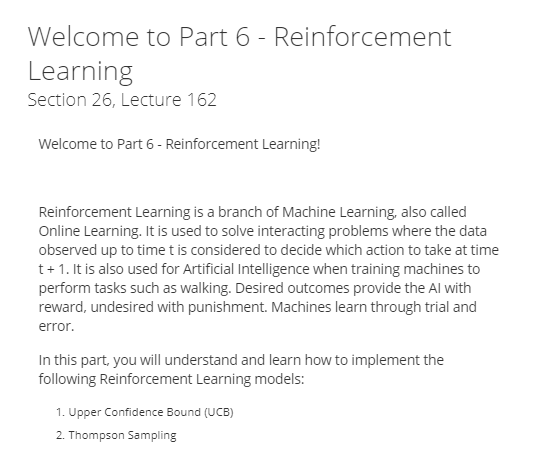 Welcome to Part 6 - Reinforcement
Learning
Section 26, Lecture 162
Welcome to Part 6 - Reinforcement Learning!
Reinforcement Learning is a branch of Machine Learning, also called
Online Learning. It is used to solve interacting problems where the data
observed up to time t is considered to decide which action to take at time
t + 1. It is also used for Artificial Intelligence when training machines to
perform tasks such as walking. Desired outcomes provide the AI with
reward, undesired with punishment. Machines learn through trial and
error.
In this part, you will understand and learn how to implement the
following Reinforcement Learning models:
1. Upper Confidence Bound (UCB)
2. Thompson Sampling